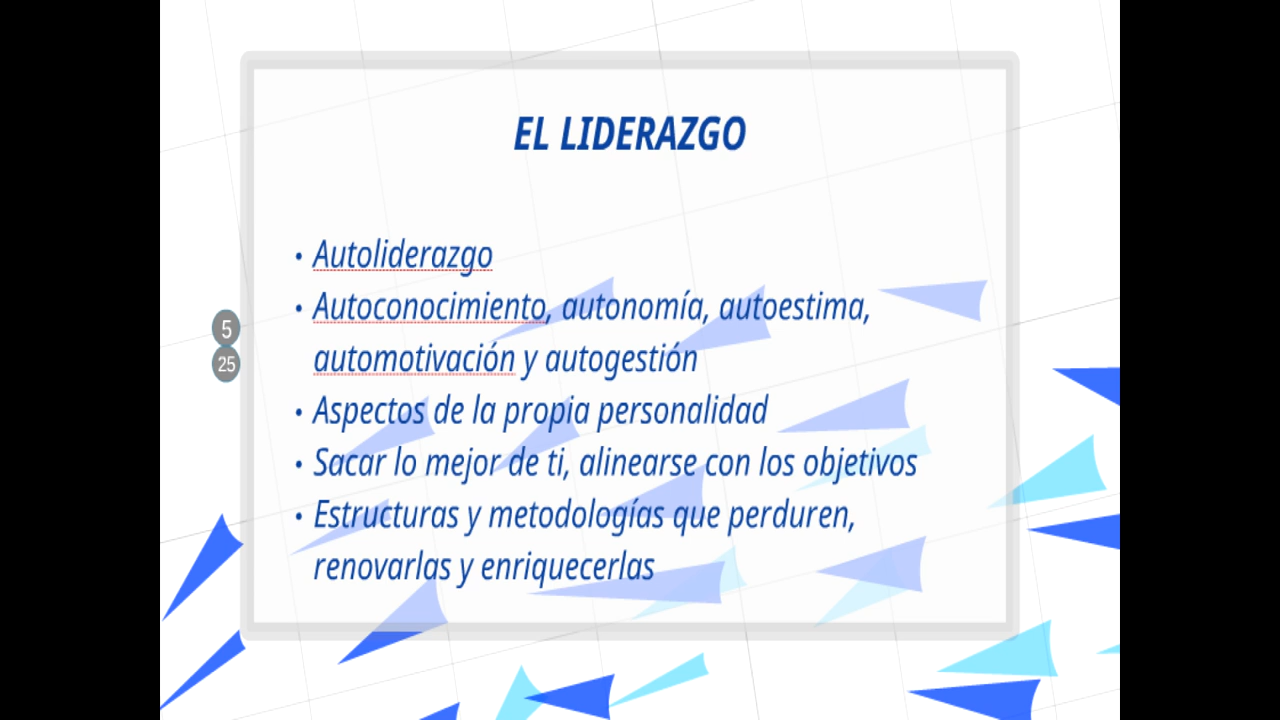 EL LIDERAZGO
• Autoliderazgo
• Autoconocimiento, autonomía, autoestima,
automotivación y autogestión
• Aspectos de la propia personalidad
• Sacar lo mejor de ti, alinearse con los objetivos
• Estructuras y metodologías que perduren,
renovarlas y enriquecerlas
5
25